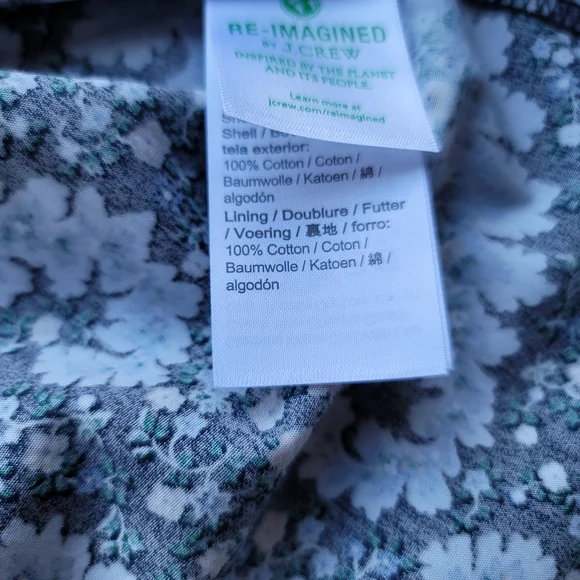 RE-IMAGINED
BY J.CREW
INSPIRED BY THE PLANET
AND ITS PEOPLE.
Learn more at
jcrew.com/reimagined
Shell /
tela exterior:
100% Cotton / Coton /
Baumwolle / Katoen / 綿 /
algodón
Lining / Doublure / Futter
/ Voering / 裏地 / forro:
100% Cotton / Coton /
Baumwolle / Katoen / 綿 /
algodón